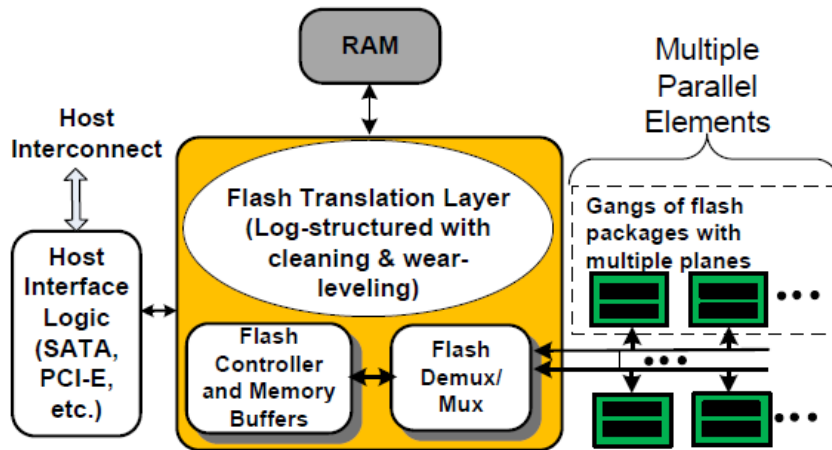 RAM
Multiple
Parallel
Elements
Host
Interconnect
Flash Translation Layer
(Log-structured with
cleaning & wear-
leveling)
Gangs of flash
packages with
multiple planes
Host
Interface
Logic
(SATA,
PCI-E,
etc.)
Flash
Controller
and Memory
Buffers
Flash
Demux/
Mux